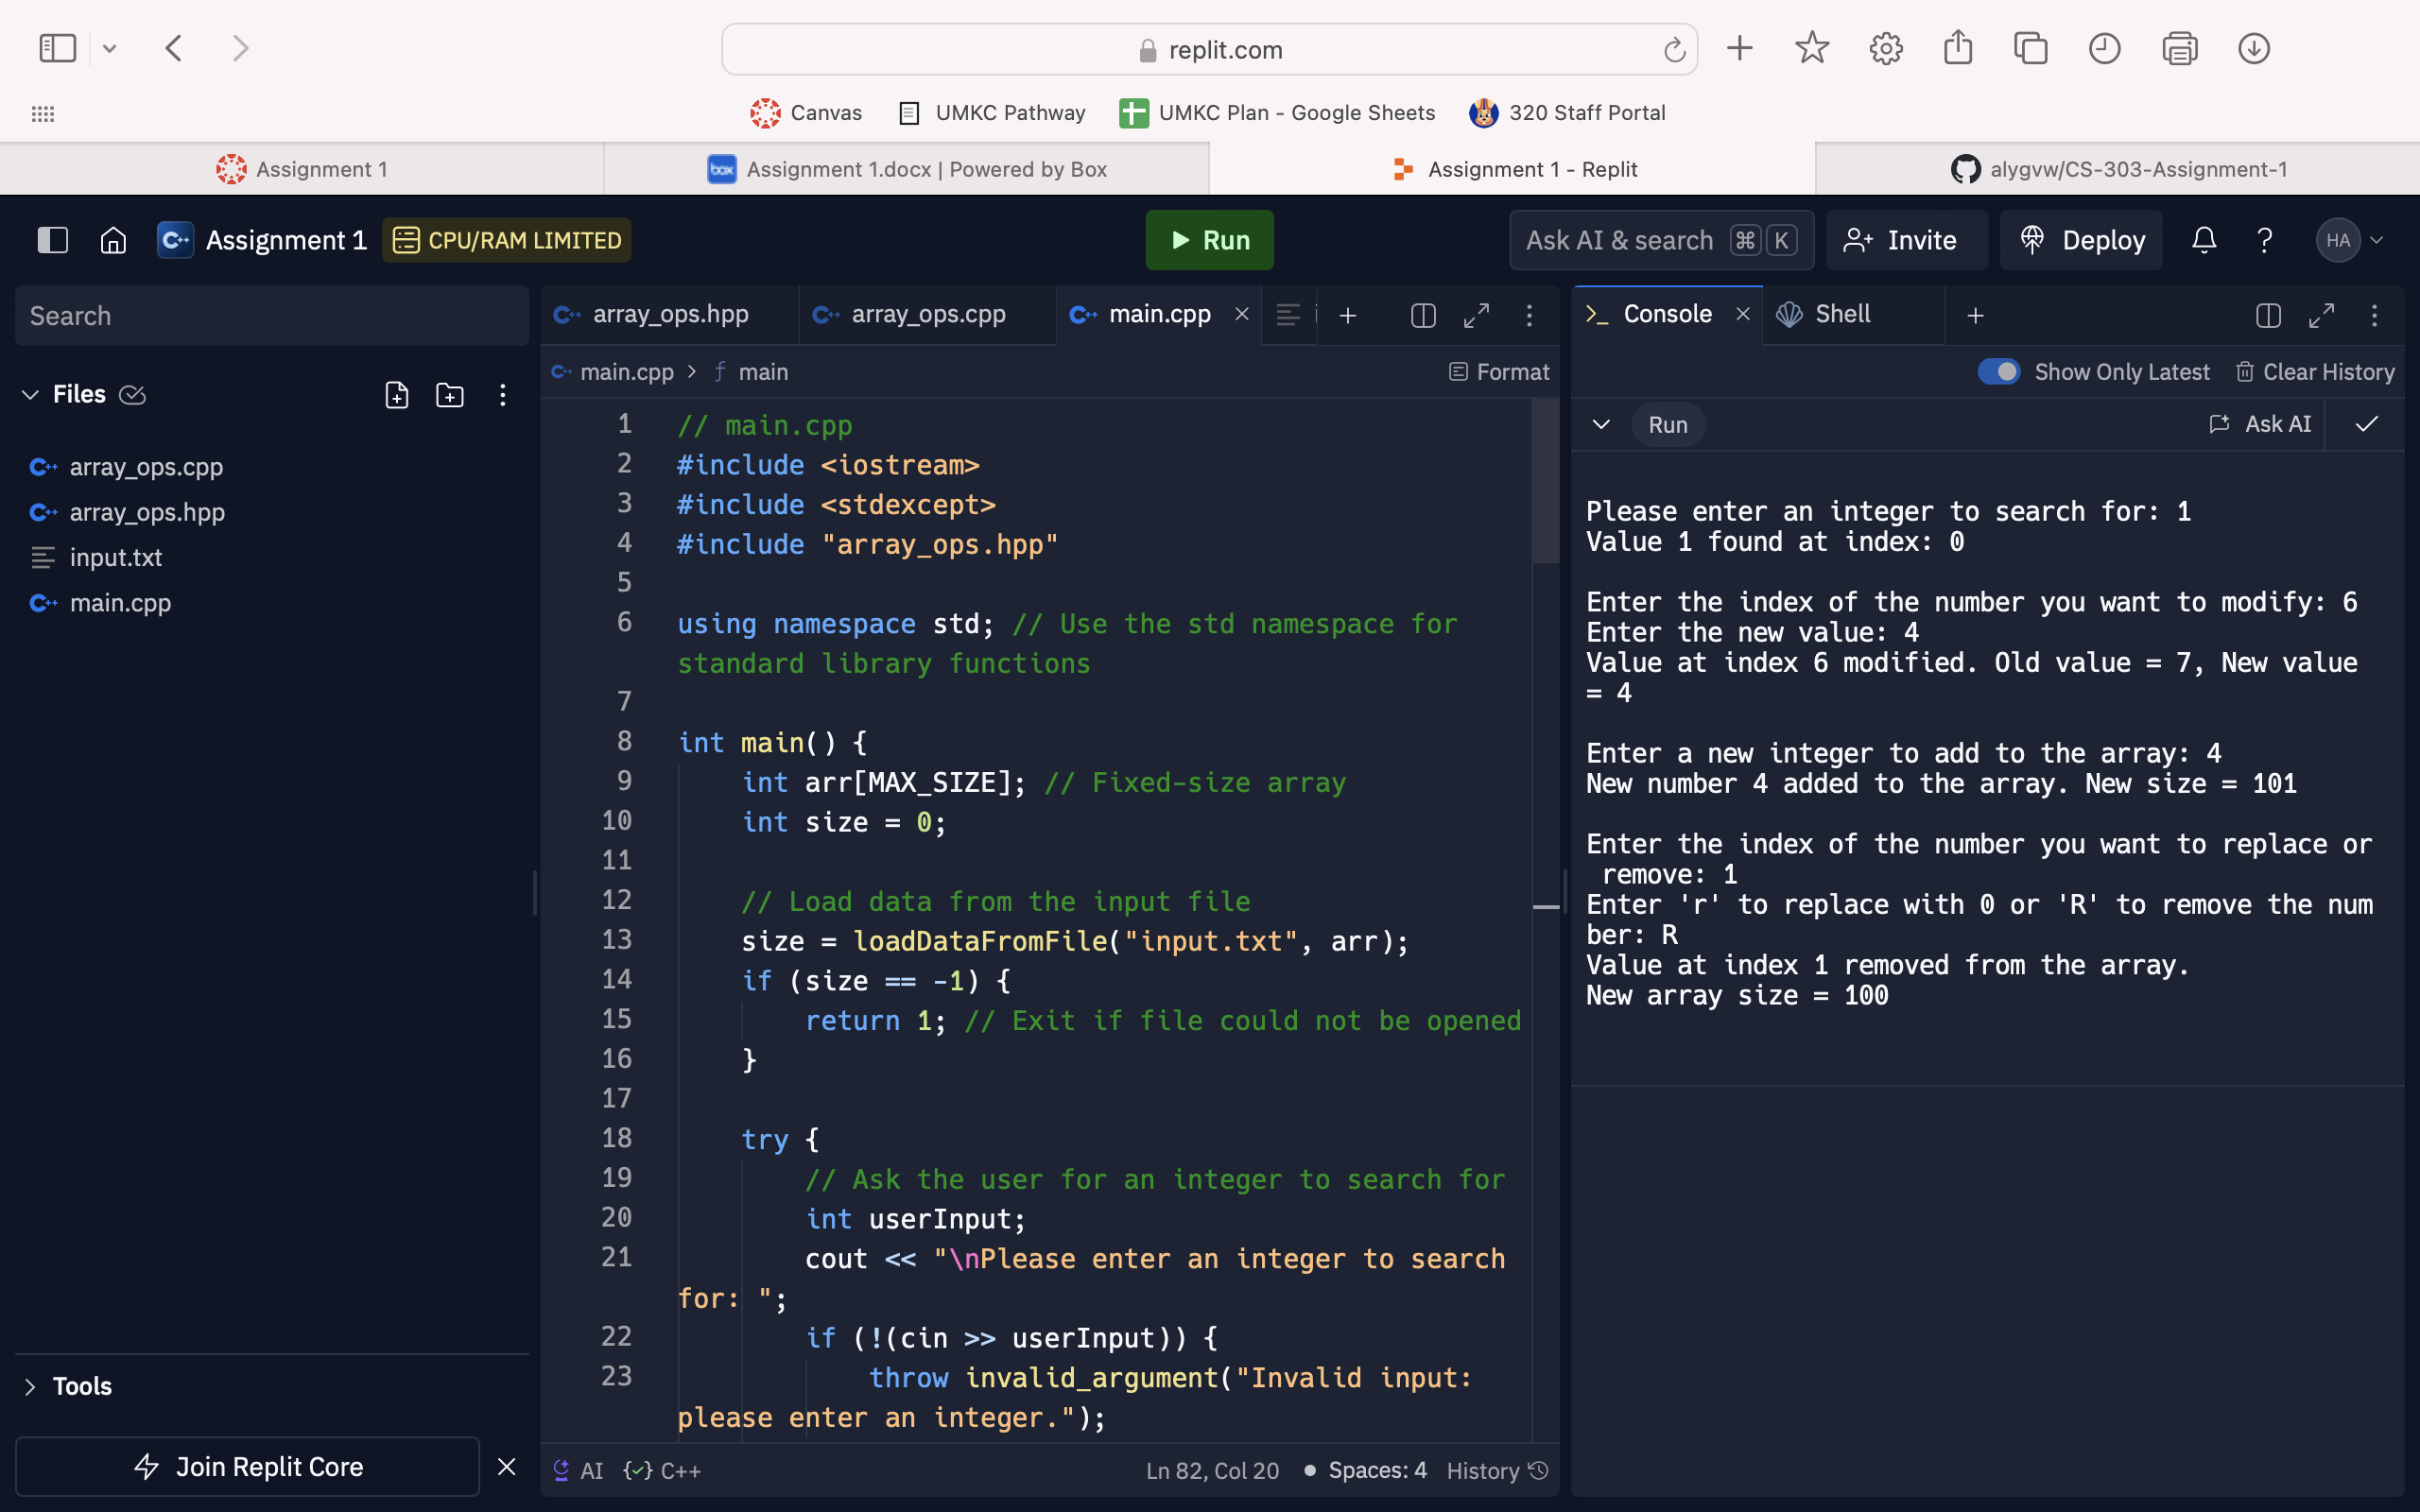 replit.com
Canvas
UMKC Pathway
UMKC Plan - Google Sheets
320 Staff Portal
Assignment 1
Assignment 1.docx | Powered by Box
Assignment 1 - Replit
alygvw/CS-303-Assignment-1
Assignment 1
CPU/RAM LIMITED
Run
Ask AI & search ⌘ K
Invite
Deploy
HA
Search
Files
array_ops.cpp
array_ops.hpp
input.txt
main.cpp
Tools
Join Replit Core
array_ops.hpp
array_ops.cpp
main.cpp
main.cpp > ƒ main
Format
1 // main.cpp
2 #include <iostream>
3 #include <stdexcept>
4 #include "array_ops.hpp"
5
6 using namespace std; // Use the std namespace for
standard library functions
7
8 int main() {
9 int arr[MAX_SIZE]; // Fixed-size array
10 int size = 0;
11
12 // Load data from the input file
13 size = loadDataFromFile("input.txt", arr);
14 if (size == -1) {
15 return 1; // Exit if file could not be opened
16 }
17
18 try {
19 // Ask the user for an integer to search for
20 int userInput;
21 cout << "\nPlease enter an integer to search
for: ";
22 if (!(cin >> userInput)) {
23 throw invalid_argument("Invalid input:
please enter an integer.");
AI
{✓} C++
Ln 82, Col 20
Spaces: 4
History
Console
Shell
Show Only Latest
Clear History
Run
Ask AI
Please enter an integer to search for: 1
Value 1 found at index: 0
Enter the index of the number you want to modify: 6
Enter the new value: 4
Value at index 6 modified. Old value = 7, New value
= 4
Enter a new integer to add to the array: 4
New number 4 added to the array. New size = 101
Enter the index of the number you want to replace or
remove: 1
Enter 'r' to replace with 0 or 'R' to remove the num
ber: R
Value at index 1 removed from the array.
New array size = 100